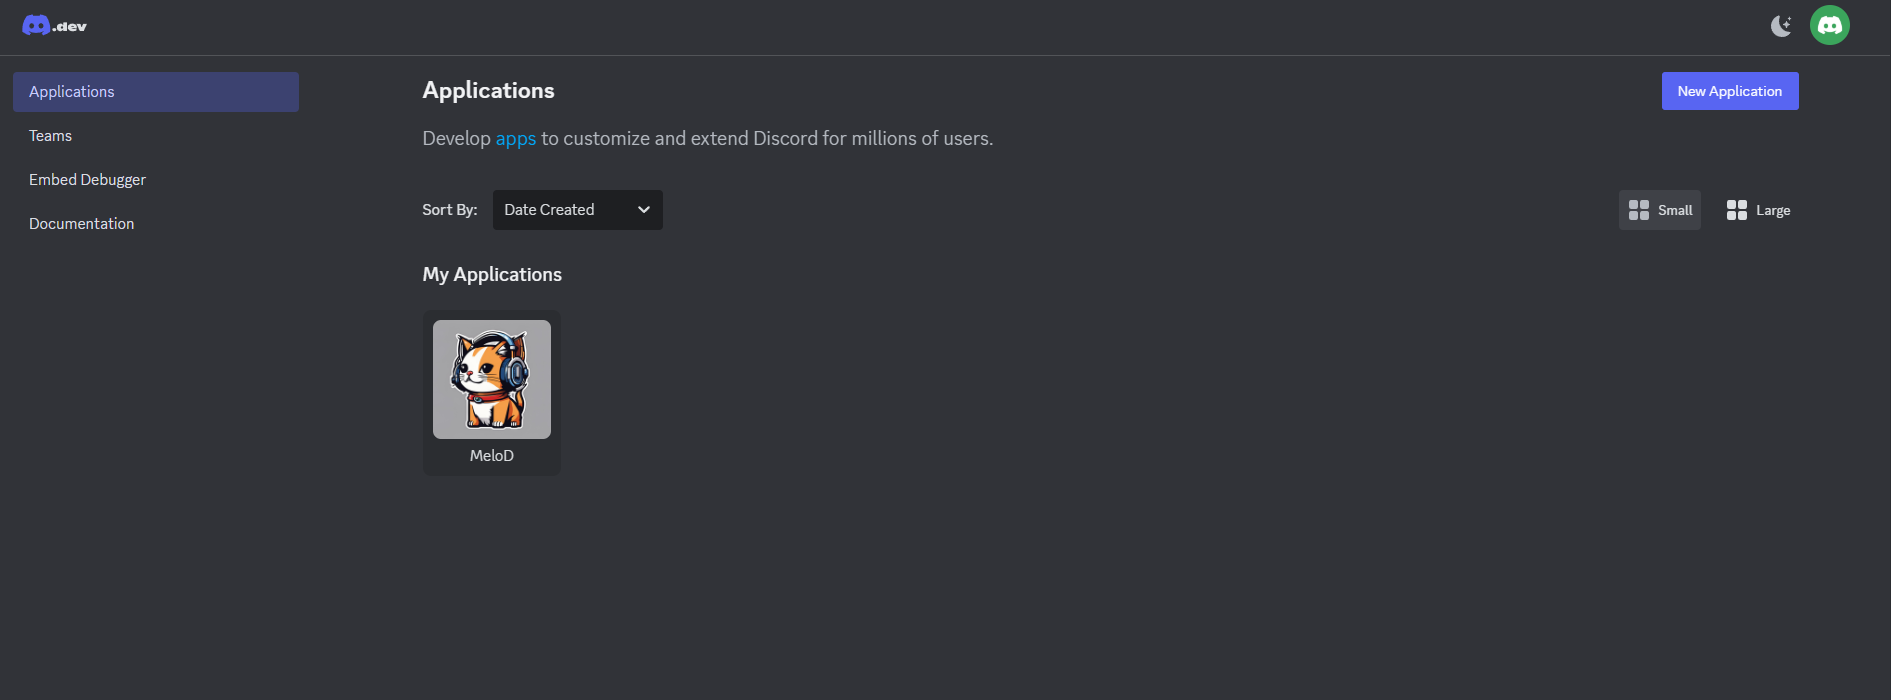 .dev
Applications
Teams
Embed Debugger
Documentation
Applications
New Application
Develop apps to customize and extend Discord for millions of users.
Sort By: Date Created
Small Large
My Applications
MeloD